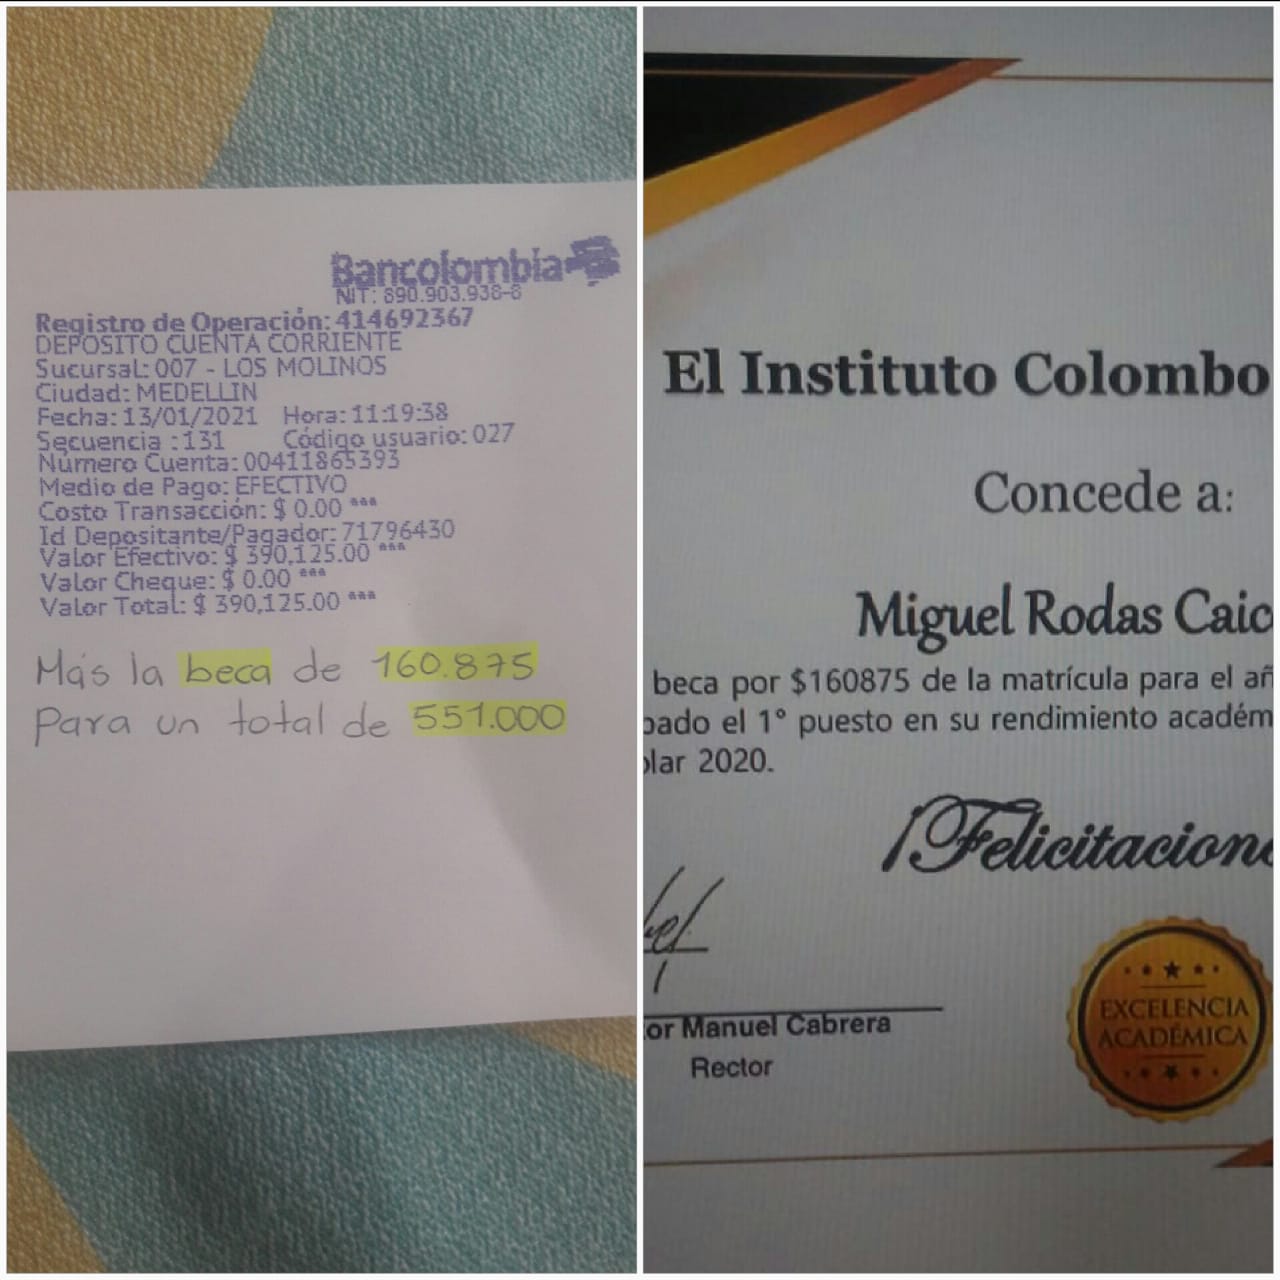 Bancolombia
NIT: 890.903.938-8
Registro de Operación: 414692367
DEPOSITO CUENTA CORRIENTE
Sucursal: 007 - LOS MOLINOS
Ciudad: MEDELLIN
Fecha: 13/01/2021 Hora: 11:19:38
Secuencia : 131 Código usuario: 027
Número Cuenta: 00411865393
Medio de Pago: EFECTIVO
Costo Transacción: $ 0.00 ***
Id Depositante/Pagador: 71796430
Valor Efectivo: $ 390,125.00 ***
Valor Cheque: $ 0.00 ***
Valor Total: $ 390,125.00 ***
Más la beca de 160.875
Para un total de 551.000
El Instituto Colombo
Concede a:
Miguel Rodas Caic
beca por $160875 de la matrícula para el añ
bado el 1° puesto en su rendimiento académ
olar 2020.
¡Felicitacione
or Manuel Cabrera
Rector
EXCELENCIA
ACADÉMICA